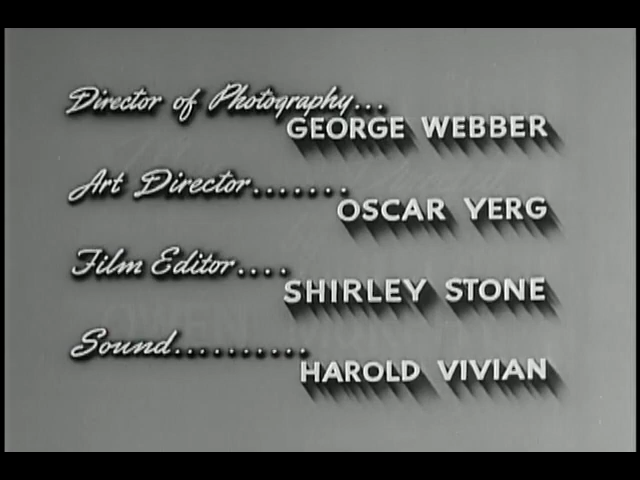 Director of Photography...
GEORGE WEBBER
Art Director.......
OSCAR YERG
Film Editor....
SHIRLEY STONE
Sound..........
HAROLD VIVIAN